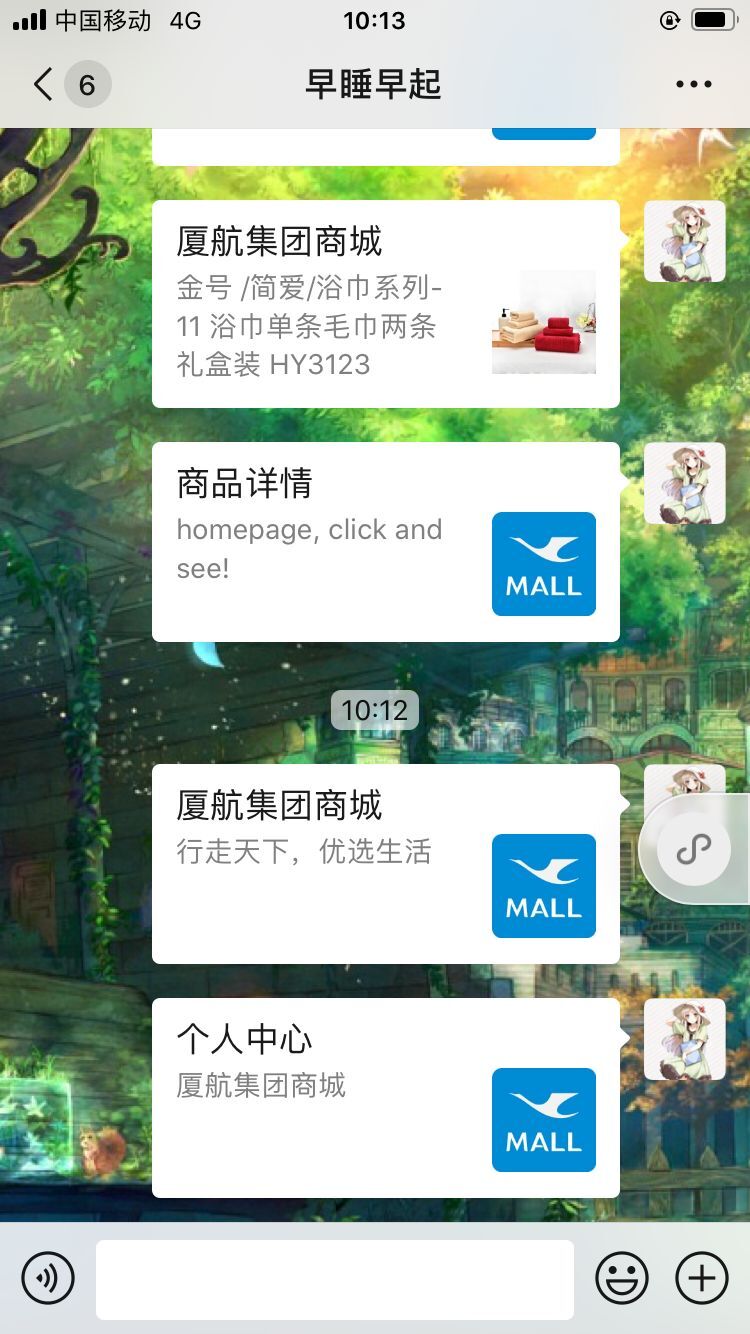 中国移动 4G 10:13
6 早睡早起
厦航集团商城
金号 /简爱/浴巾系列-
11 浴巾单条毛巾两条
礼盒装 HY3123
商品详情
homepage, click and
see!
MALL
10:12
厦航集团商城
行走天下，优选生活
MALL
个人中心
厦航集团商城
MALL